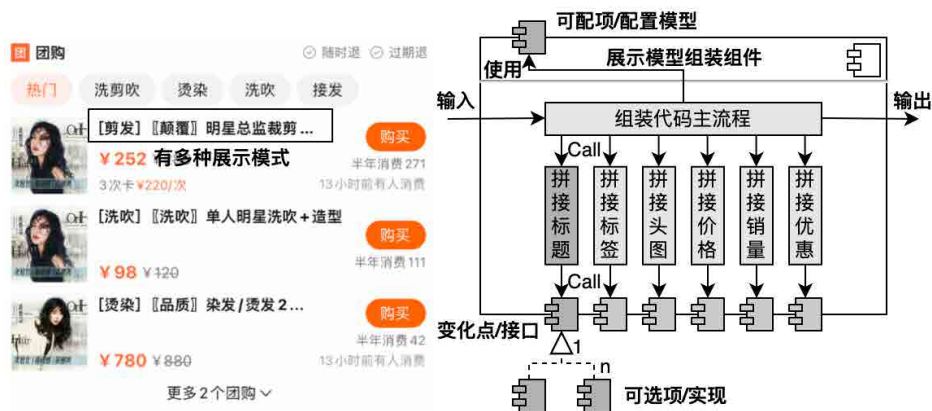 团 团购
随时退 过期退
热门 洗剪吹 烫染 洗吹 接发
[剪发]〖颠覆〗明星总监裁剪...
购买
¥252
有多种展示模式
半年消费271
3次卡¥220/次
13小时前有人消费
[洗吹]〖洗吹〗单人明星洗吹+造型
购买
¥98 ¥120
半年消费111
[烫染]〖品质〗染发/烫发2...
购买
半年消费42
¥780 ¥880
13小时前有人消费
更多2个团购
可配项/配置模型
展示模型组装组件
使用
输入
输出
组装代码主流程
Call
拼接标题
拼接标签
拼接头图
拼接价格
拼接销量
拼接优惠
Call
变化点/接口
1
n
可选项/实现